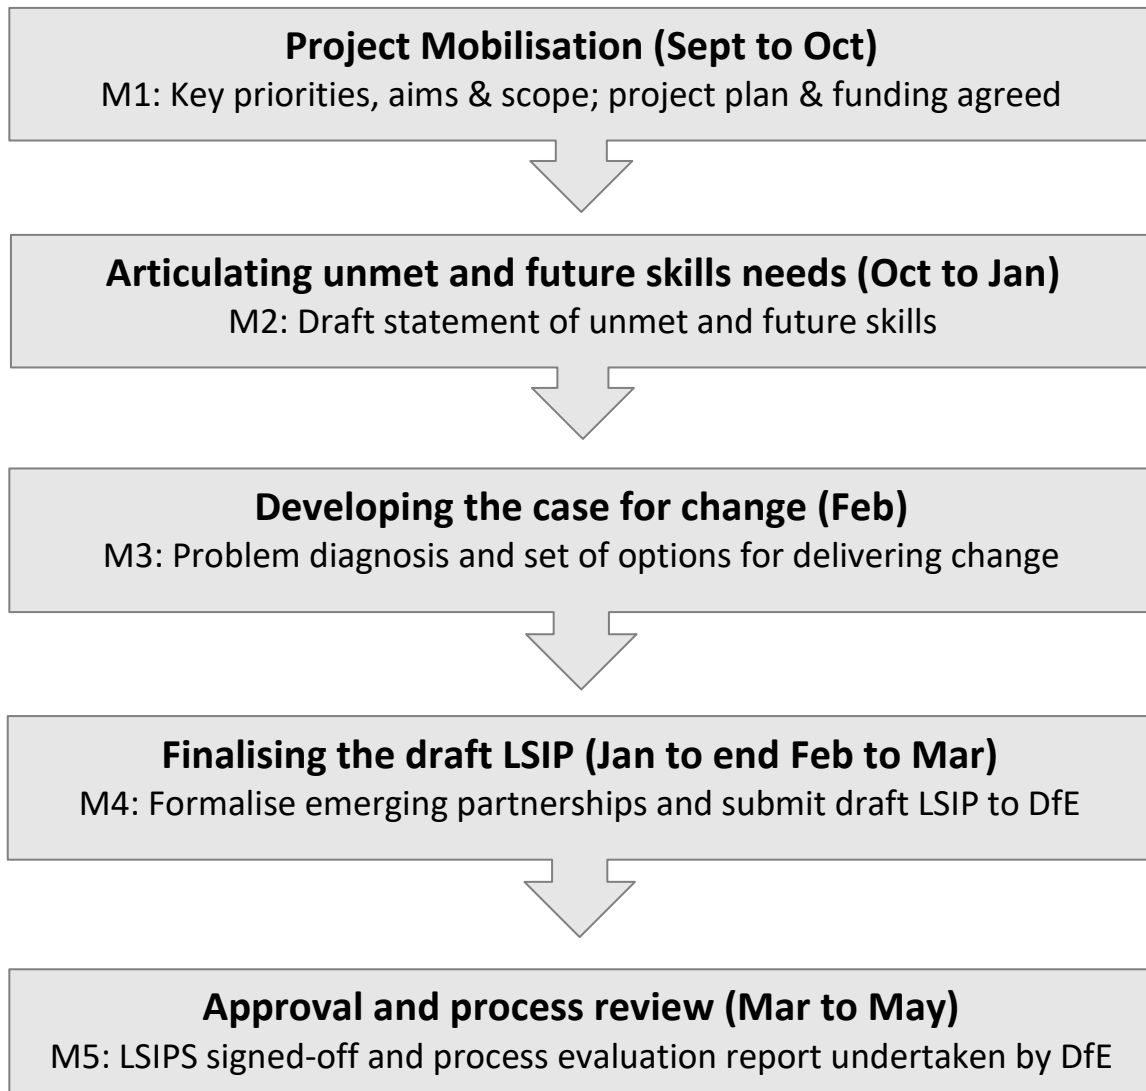 Project Mobilisation (Sept to Oct)
M1: Key priorities, aims & scope; project plan & funding agreed
Articulating unmet and future skills needs (Oct to Jan)
M2: Draft statement of unmet and future skills
Developing the case for change (Feb)
M3: Problem diagnosis and set of options for delivering change
Finalising the draft LSIP (Jan to end Feb to Mar)
M4: Formalise emerging partnerships and submit draft LSIP to DfE
Approval and process review (Mar to May)
M5: LSIPS signed-off and process evaluation report undertaken by DfE